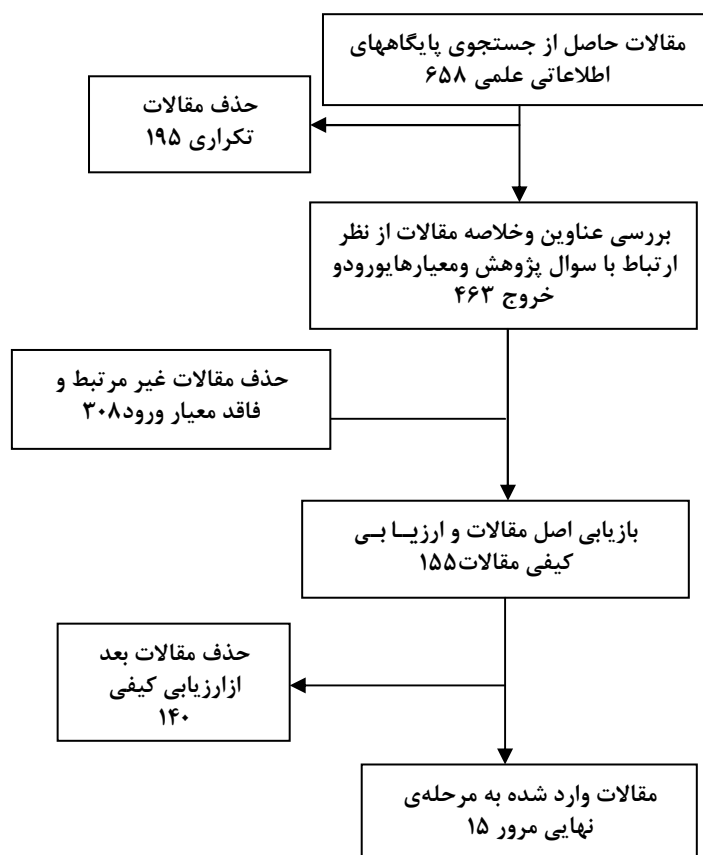 مقالات حاصل از جستجوی پایگاههای
اطلاعاتی علمی ۶۵۸
حذف مقالات
تکراری ۱۹۵
بررسی عناوین وخلاصه مقالات از نظر
ارتباط با سوال پژوهش ومعیارهایورودو
خروج ۴۶۳
حذف مقالات غیر مرتبط و
فاقد معیار ورود۳۰۸
بازیابی اصل مقالات و ارزیــا بــی
کیفی مقالات۱۵۵
حذف مقالات بعد
ازارزیابی کیفی
۱۴۰
مقالات وارد شده به مرحله‌ی
نهایی مرور ۱۵